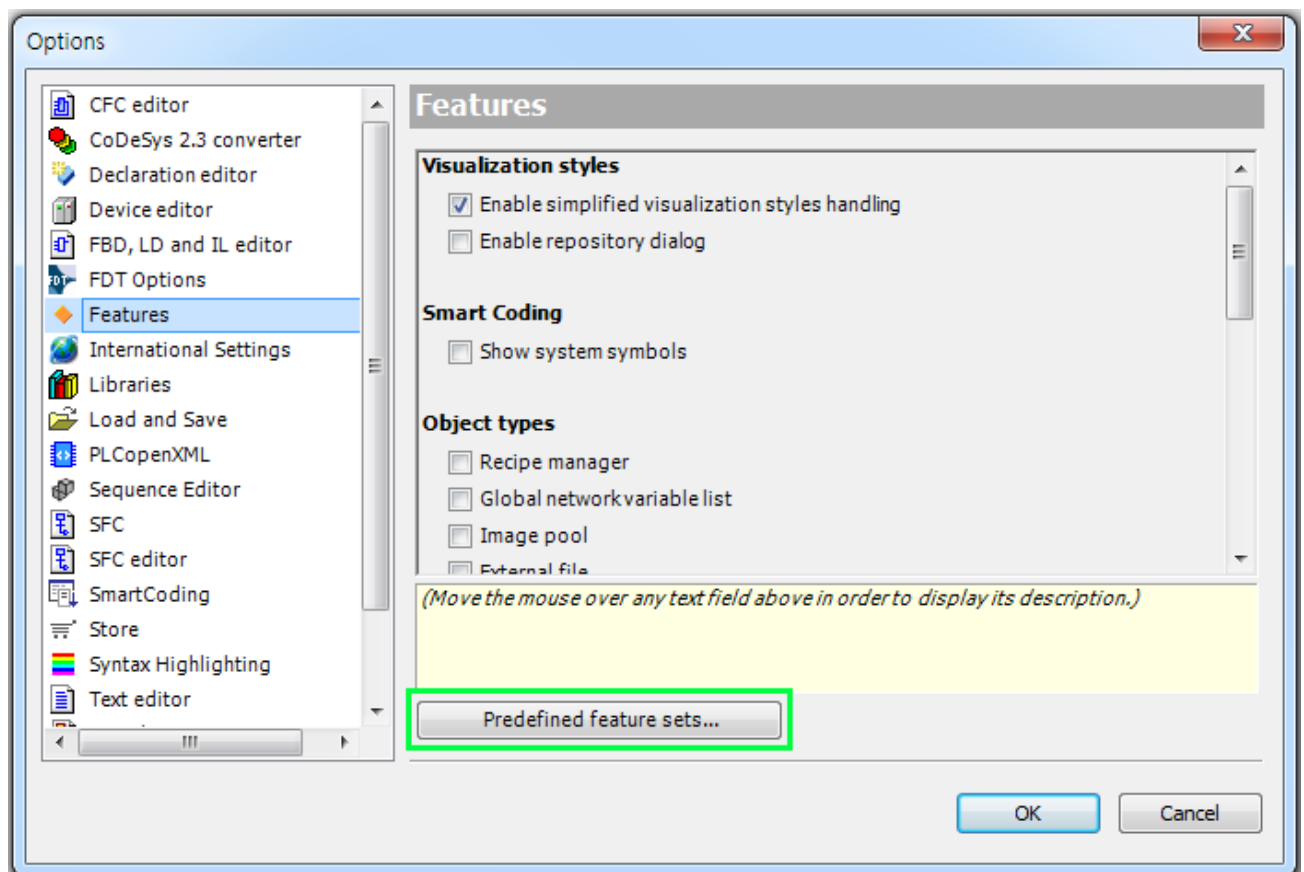 Options
CFC editor
CoDeSys 2.3 converter
Declaration editor
Device editor
FBD, LD and IL editor
FDT
FDT Options
Features
International Settings
Libraries
Load and Save
PLCopenXML
Sequence Editor
SFC
SFC editor
SmartCoding
Store
Syntax Highlighting
Text editor
Features
Visualization styles
Enable simplified visualization styles handling
Enable repository dialog
Smart Coding
Show system symbols
Object types
Recipe manager
Global network variable list
Image pool
External file
(Move the mouse over any text field above in order to display its description.)
Predefined feature sets...
OK
Cancel